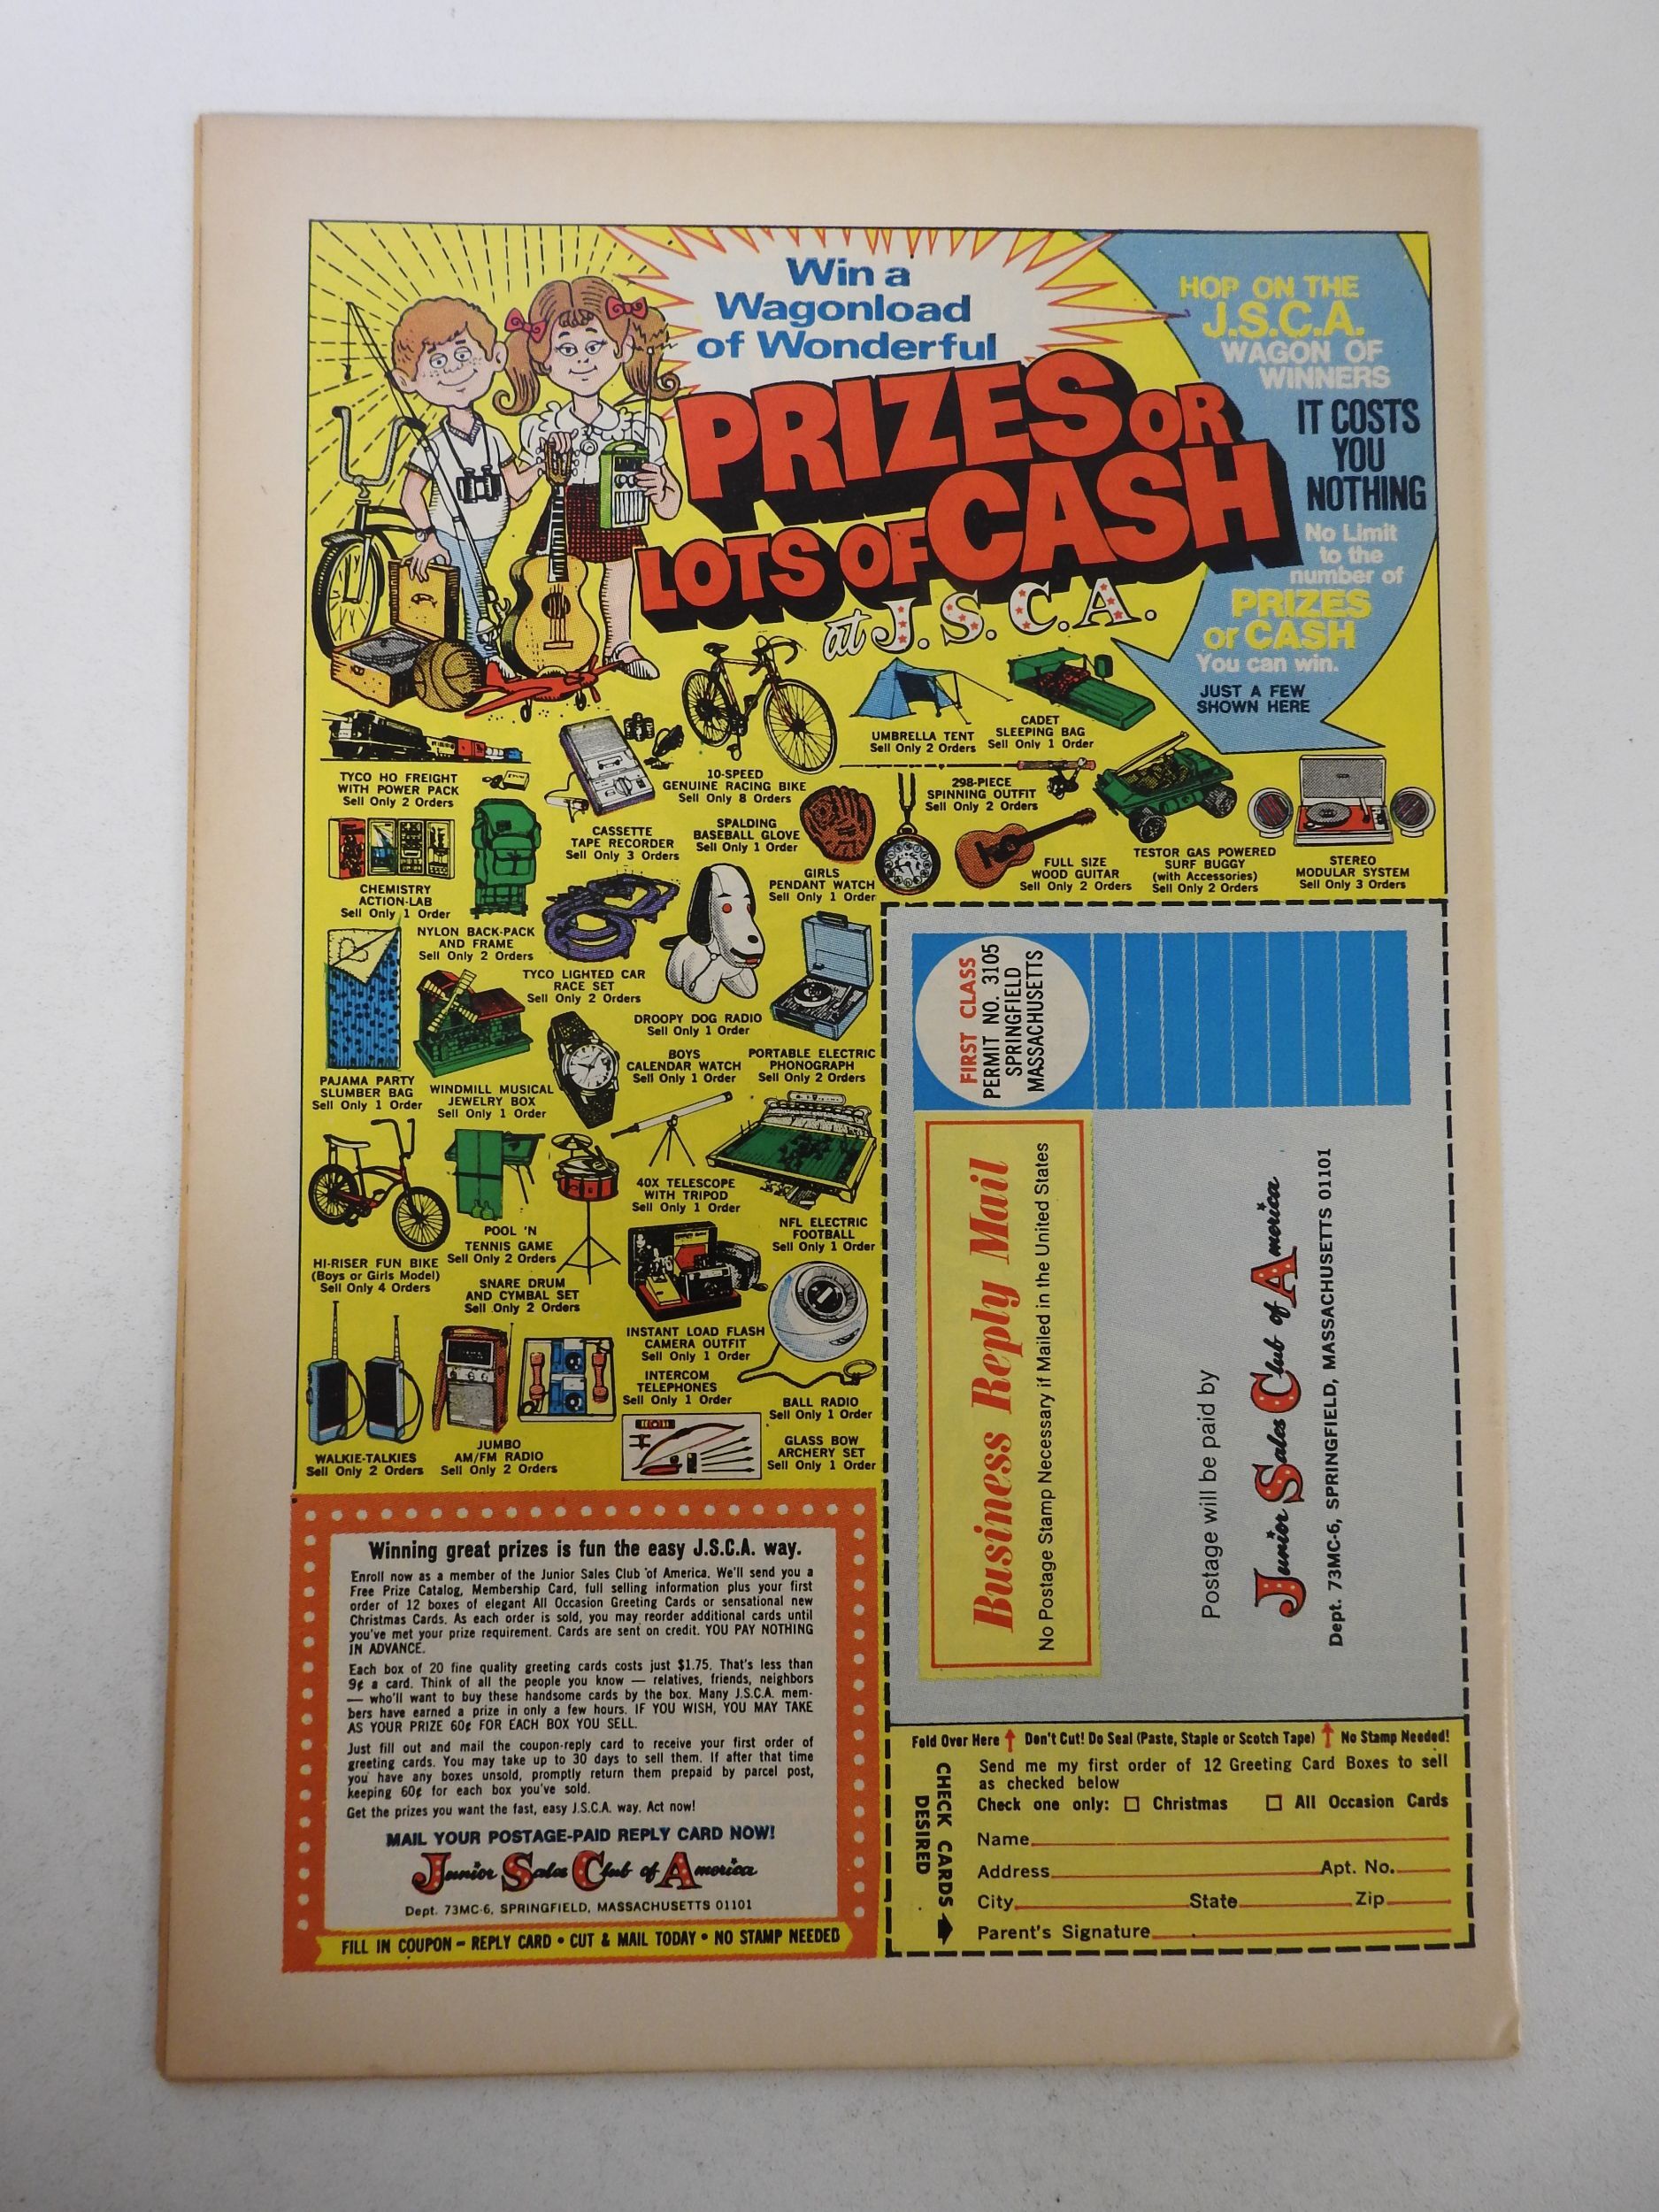 Win a
Wagonload
of Wonderful
PRIZES OR
LOTS OF CASH
at J.S.C.A.
HOP ON THE
J.S.C.A.
WAGON OF
WINNERS
IT COSTS
YOU
NOTHING
No Limit
to the
number of
PRIZES
or CASH
You can win.
JUST A FEW
SHOWN HERE
UMBRELLA TENT
Sell Only 2 Orders
CADET
SLEEPING BAG
Sell Only 1 Order
TYCO HO FREIGHT
WITH POWER PACK
Sell Only 2 Orders
CASSETTE
TAPE RECORDER
Sell Only 3 Orders
10-SPEED
GENUINE RACING BIKE
Sell Only 8 Orders
SPALDING
BASEBALL GLOVE
Sell Only 1 Order
298-PIECE
SPINNING OUTFIT
Sell Only 2 Orders
GIRLS
PENDANT WATCH
Sell Only 1 Order
FULL SIZE
WOOD GUITAR
Sell Only 2 Orders
TESTOR GAS POWERED
SURF BUGGY
(with Accessories)
Sell Only 2 Orders
STEREO
MODULAR SYSTEM
Sell Only 3 Orders
CHEMISTRY
ACTION-LAB
Sell Only 1 Order
NYLON BACK-PACK
AND FRAME
Sell Only 2 Orders
TYCO LIGHTED CAR
RACE SET
Sell Only 2 Orders
DROOPY DOG RADIO
Sell Only 1 Order
PAJAMA PARTY
SLUMBER BAG
Sell Only 1 Order
WINDMILL MUSICAL
JEWELRY BOX
Sell Only 1 Order
BOYS
CALENDAR WATCH
Sell Only 1 Order
PORTABLE ELECTRIC
PHONOGRAPH
Sell Only 2 Orders
40X TELESCOPE
WITH TRIPOD
Sell Only 1 Order
NFL ELECTRIC
FOOTBALL
Sell Only 1 Order
HI-RISER FUN BIKE
(Boys or Girls Model)
Sell Only 4 Orders
POOL 'N
TENNIS GAME
Sell Only 2 Orders
SNARE DRUM
AND CYMBAL SET
Sell Only 2 Orders
INSTANT LOAD FLASH
CAMERA OUTFIT
Sell Only 1 Order
INTERCOM
TELEPHONES
Sell Only 1 Order
BALL RADIO
Sell Only 1 Order
WALKIE-TALKIES
Sell Only 2 Orders
JUMBO
AM/FM RADIO
Sell Only 2 Orders
GLASS BOW
ARCHERY SET
Sell Only 1 Order
Winning great prizes is fun the easy J.S.C.A. way.
Enroll now as a member of the Junior Sales Club of America. We'll send you a
Free Prize Catalog, Membership Card, full selling information plus your first
order of 12 boxes of elegant All Occasion Greeting Cards or sensational new
Christmas Cards. As each order is sold, you may reorder additional cards until
you've met your prize requirement. Cards are sent on credit. YOU PAY NOTHING
IN ADVANCE.
Each box of 20 fine quality greeting cards costs just $1.75. That's less than
9¢ a card. Think of all the people you know — relatives, friends, neighbors
— who'll want to buy these handsome cards by the box. Many J.S.C.A. mem-
bers have earned a prize in only a few hours. IF YOU WISH, YOU MAY TAKE
AS YOUR PRIZE 60¢ FOR EACH BOX YOU SELL.
Just fill out and mail the coupon-reply card to receive your first order of
greeting cards. You may take up to 30 days to sell them. If after that time
you have any boxes unsold, promptly return them prepaid by parcel post,
keeping 60¢ for each box you've sold.
Get the prizes you want the fast, easy J.S.C.A. way. Act now!
MAIL YOUR POSTAGE-PAID REPLY CARD NOW!
Junior Sales Club of America
Dept. 73MC-6, SPRINGFIELD, MASSACHUSETTS 01101
FILL IN COUPON – REPLY CARD • CUT & MAIL TODAY • NO STAMP NEEDED
FIRST CLASS
PERMIT NO. 3105
SPRINGFIELD
MASSACHUSETTS
Business Reply Mail
No Postage Stamp Necessary if Mailed in the United States
Postage will be paid by
Junior Sales Club of America
Dept. 73MC-6, SPRINGFIELD, MASSACHUSETTS 01101
Fold Over Here ↑ Don't Cut! Do Seal (Paste, Staple or Scotch Tape) ↑ No Stamp Needed!
CHECK CARDS
DESIRED
Send me my first order of 12 Greeting Card Boxes to sell
as checked below
Check one only: □ Christmas □ All Occasion Cards
Name
Address Apt. No.
City State Zip
Parent's Signature